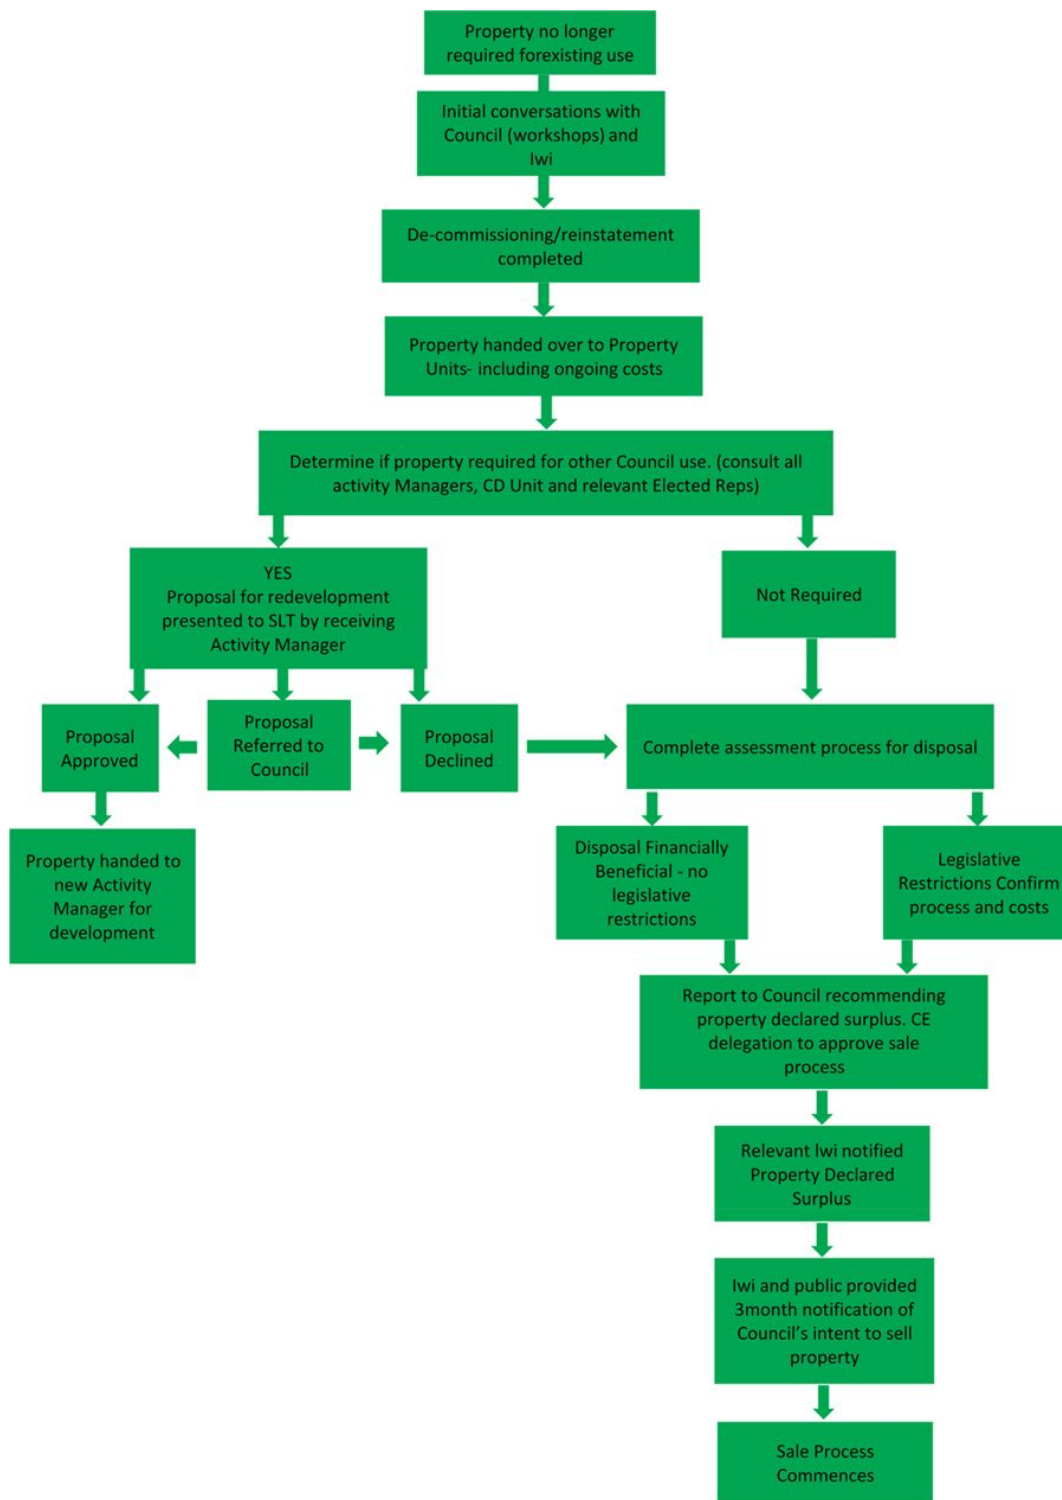 Property no longer
required forexisting use
Initial conversations with
Council (workshops) and
Iwi
De-commissioning/reinstatement
completed
Property handed over to Property
Units- including ongoing costs
Determine if property required for other Council use. (consult all
activity Managers, CD Unit and relevant Elected Reps)
YES
Proposal for redevelopment
presented to SLT by receiving
Activity Manager
Not Required
Proposal
Approved
Proposal
Referred to
Council
Proposal
Declined
Complete assessment process for disposal
Property handed to
new Activity
Manager for
development
Disposal Financially
Beneficial - no
legislative
restrictions
Legislative
Restrictions Confirm
process and costs
Report to Council recommending
property declared surplus. CE
delegation to approve sale
process
Relevant Iwi notified
Property Declared
Surplus
Iwi and public provided
3month notification of
Council’s intent to sell
property
Sale Process
Commences